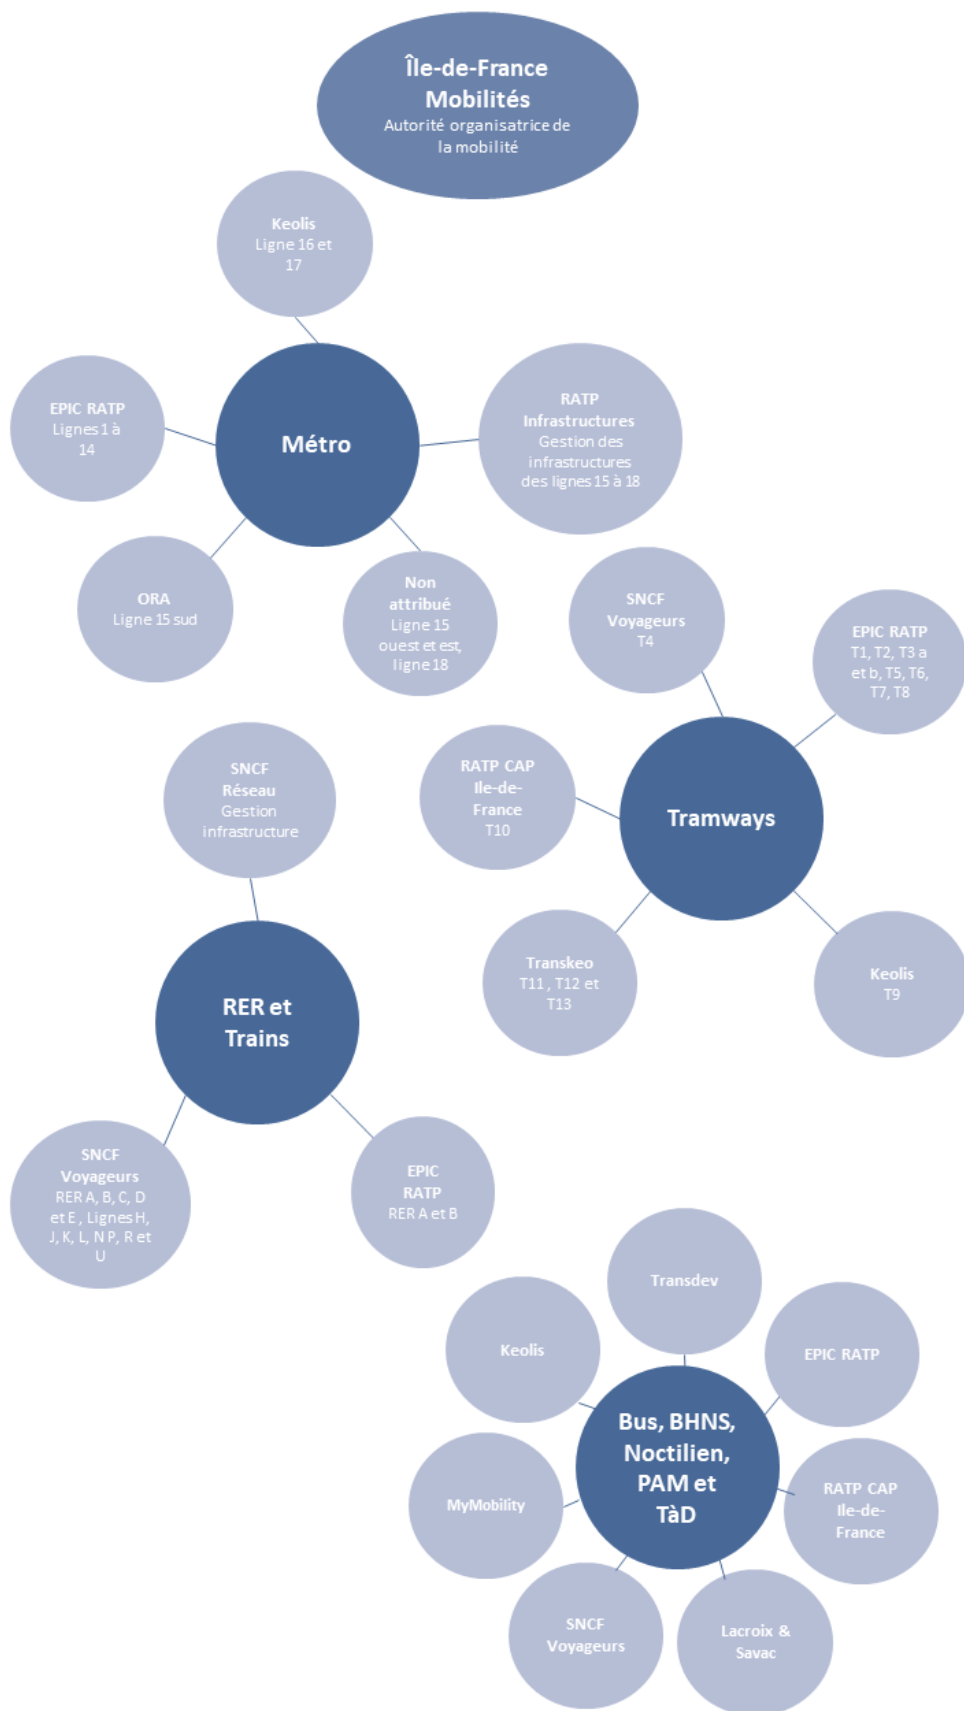 Île-de-France
Mobilités
Autorité organisatrice de
la mobilité
Keolis
Ligne 16 et
17
EPIC RATP
Lignes 1 à
14
Métro
RATP
Infrastructures
Gestion des
infrastructures
des lignes 15 à 18
ORA
Ligne 15 sud
Non
attribué
Ligne 15
ouest et est,
ligne 18
SNCF
Voyageurs
T4
EPIC RATP
T1, T2, T3 a
et b, T5, T6,
T7, T8
RATP CAP
Ile-de-
France
T10
Tramways
Transkeo
T11 , T12 et
T13
Keolis
T9
SNCF
Réseau
Gestion
infrastructure
RER et
Trains
SNCF
Voyageurs
RER A, B, C, D
et E , Lignes H,
J, K, L, N P, R et
U
EPIC
RATP
RER A et B
Transdev
Keolis
EPIC RATP
Bus, BHNS,
Noctilien,
PAM et
TàD
MyMobility
RATP CAP
Ile-de-
France
SNCF
Voyageurs
Lacroix &
Savac